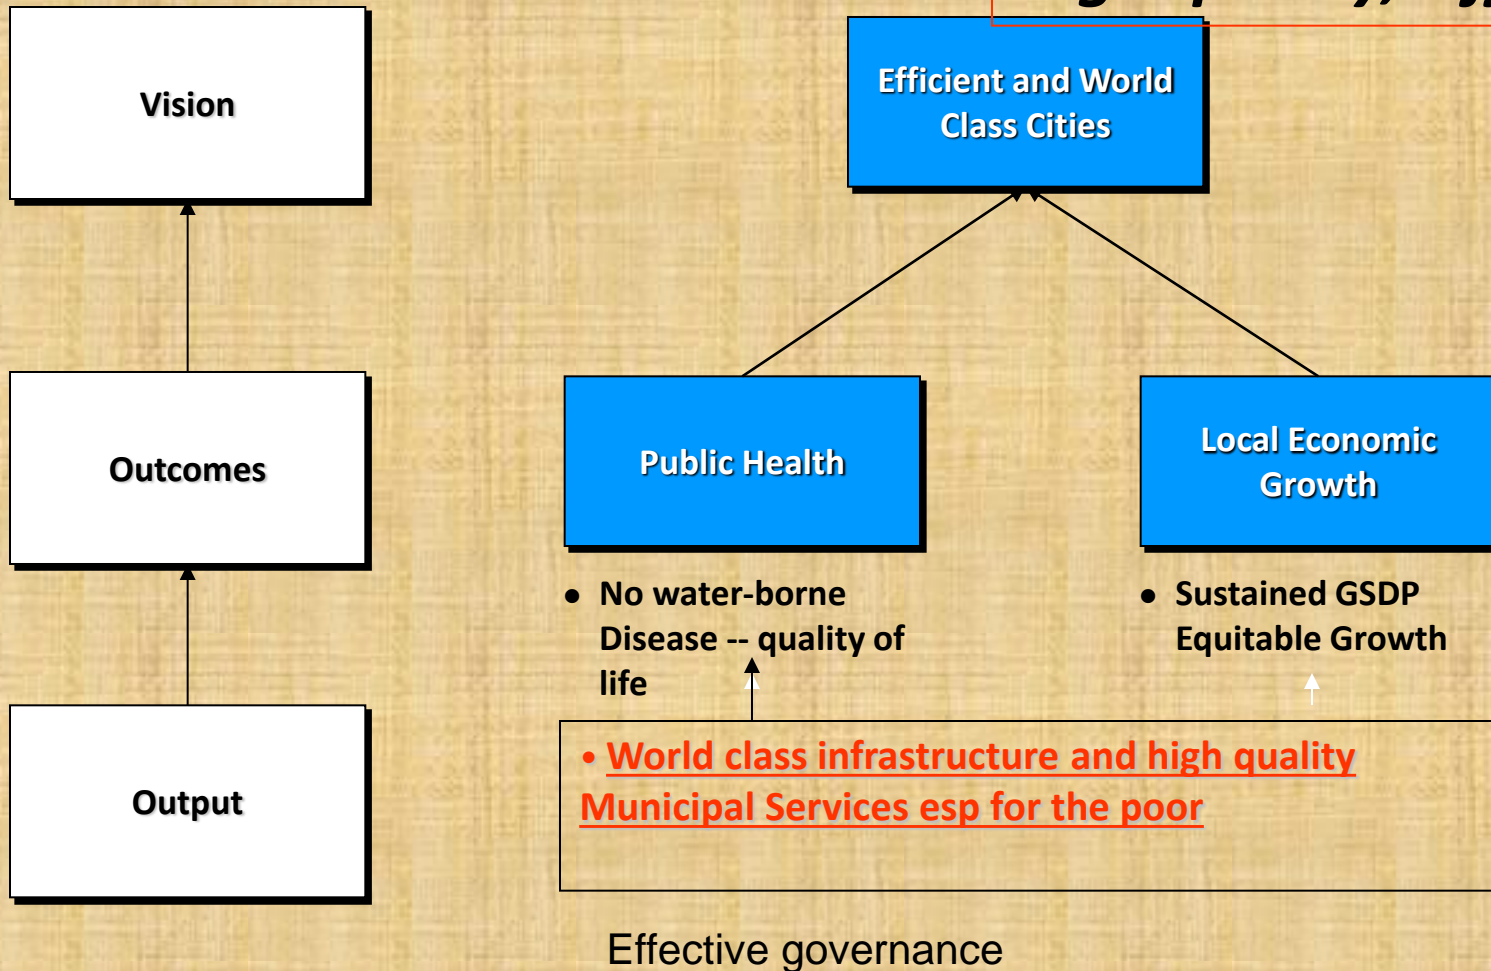 Vision
Efficient and World
Class Cities
Outcomes
Public Health
Local Economic
Growth
● No water-borne
Disease -- quality of
life
● Sustained GSDP
Equitable Growth
Output
• World class infrastructure and high quality
Municipal Services esp for the poor
Effective governance